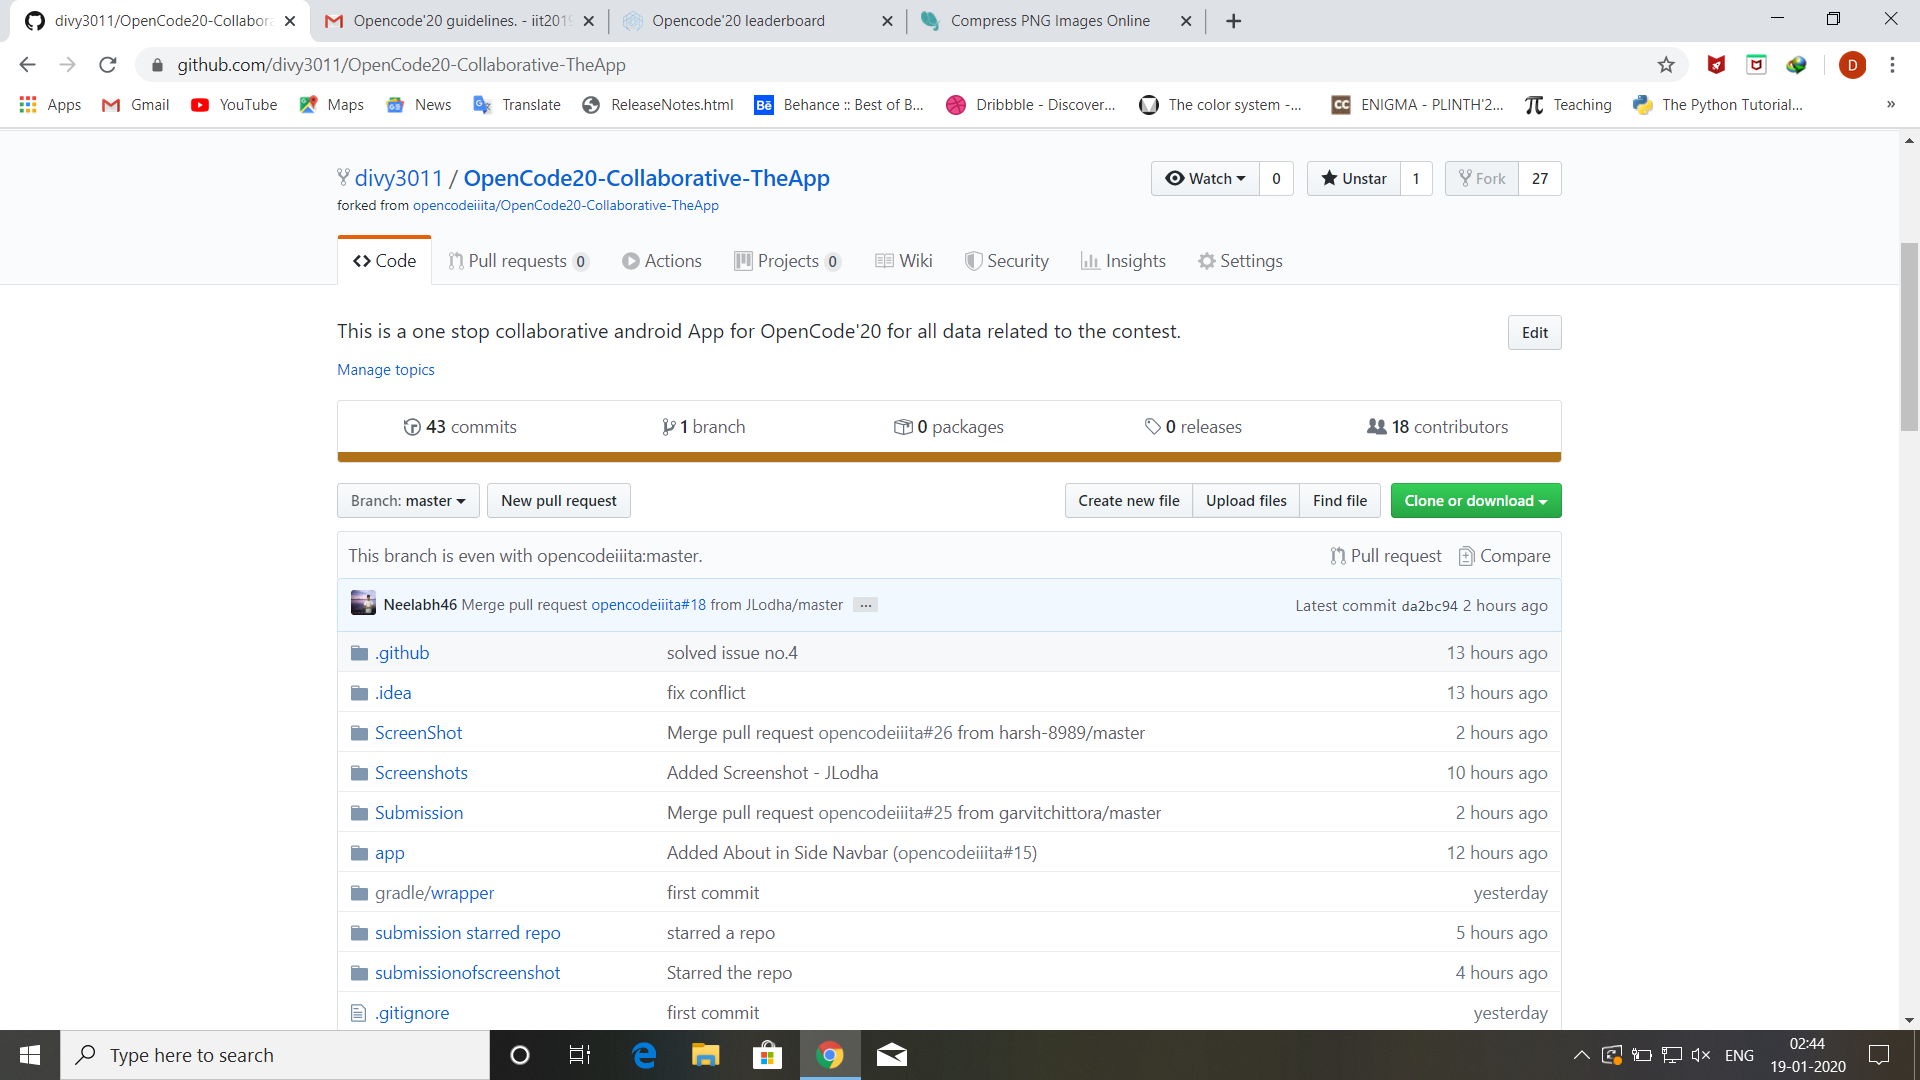 divy3011/OpenCode20-Collabora
Opencode'20 guidelines. - iit2019
Opencode'20 leaderboard
Compress PNG Images Online
github.com/divy3011/OpenCode20-Collaborative-TheApp
D
Apps
Gmail
YouTube
Maps
News
Translate
ReleaseNotes.html
Bē
Behance :: Best of B...
Dribbble - Discover...
The color system -...
CC
ENIGMA - PLINTH'2...
Teaching
The Python Tutorial...
»
divy3011 / OpenCode20-Collaborative-TheApp
Watch 0
Unstar 1
Fork 27
forked from opencodeiiita/OpenCode20-Collaborative-TheApp
Code
Pull requests 0
Actions
Projects 0
Wiki
Security
Insights
Settings
This is a one stop collaborative android App for OpenCode'20 for all data related to the contest.
Edit
Manage topics
43 commits
1 branch
0 packages
0 releases
18 contributors
Branch: master
New pull request
Create new file
Upload files
Find file
Clone or download
This branch is even with opencodeiiita:master.
Pull request
Compare
Neelabh46 Merge pull request opencodeiiita#18 from JLodha/master ...
Latest commit da2bc94 2 hours ago
.github solved issue no.4 13 hours ago
.idea fix conflict 13 hours ago
ScreenShot Merge pull request opencodeiiita#26 from harsh-8989/master 2 hours ago
Screenshots Added Screenshot - JLodha 10 hours ago
Submission Merge pull request opencodeiiita#25 from garvitchittora/master 2 hours ago
app Added About in Side Navbar (opencodeiiita#15) 12 hours ago
gradle/wrapper first commit yesterday
submission starred repo starred a repo 5 hours ago
submissionofscreenshot Starred the repo 4 hours ago
.gitignore first commit yesterday
Type here to search
ENG
02:44
19-01-2020